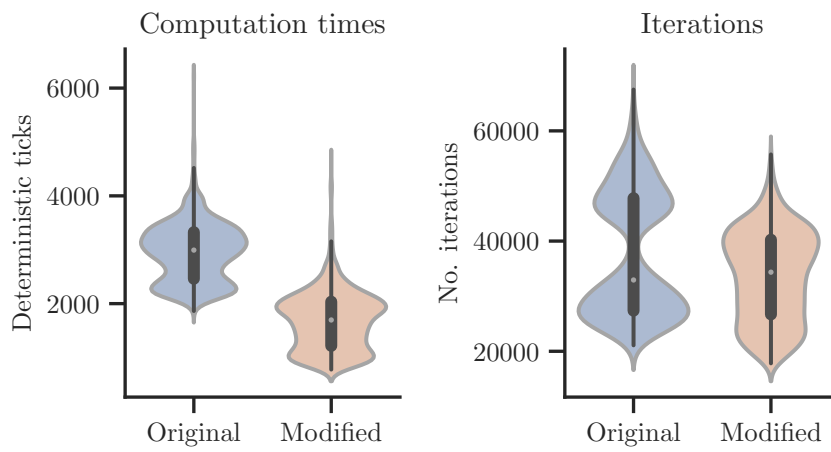 Computation times
Deterministic ticks
6000
4000
2000
Original
Modified
Iterations
No. iterations
60000
40000
20000
Original
Modified